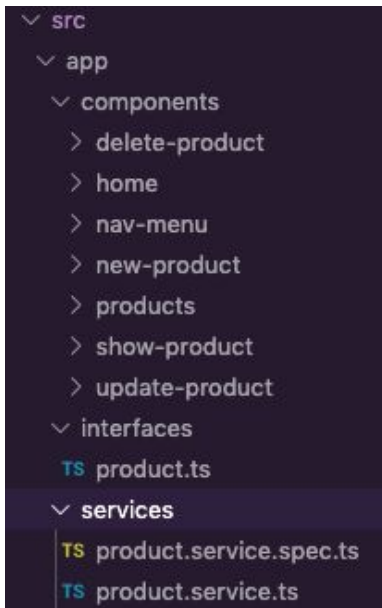 src
app
components
delete-product
home
nav-menu
new-product
products
show-product
update-product
interfaces
TS product.ts
services
TS product.service.spec.ts
TS product.service.ts